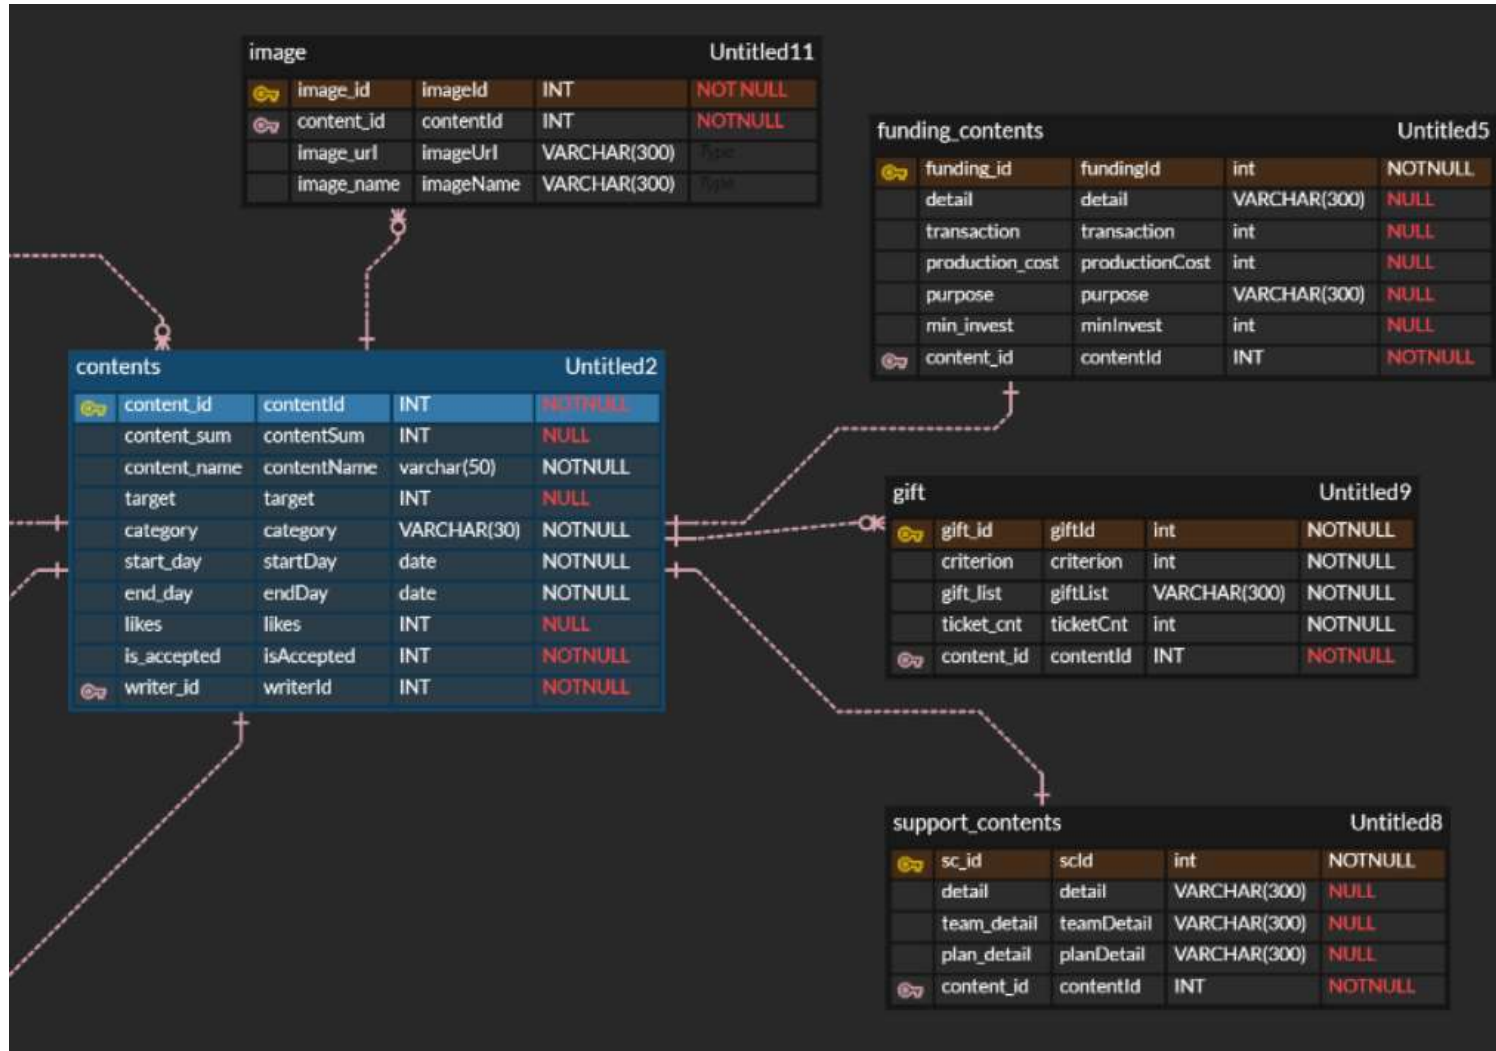 image Untitled11
image_id imageId INT NOTNULL
content_id contentId INT NOTNULL
image_url imageUrl VARCHAR(300) Type
image_name imageName VARCHAR(300) Type
funding_contents Untitled5
funding_id fundingId int NOTNULL
detail detail VARCHAR(300) NULL
transaction transaction int NULL
production_cost productionCost int NULL
purpose purpose VARCHAR(300) NULL
min_invest minInvest int NULL
content_id contentId INT NOTNULL
contents Untitled2
content_id contentId INT NOTNULL
content_sum contentSum INT NULL
content_name contentName varchar(50) NOTNULL
target target INT NULL
category category VARCHAR(30) NOTNULL
start_day startDay date NOTNULL
end_day endDay date NOTNULL
likes likes INT NULL
is_accepted isAccepted INT NOTNULL
writer_id writerId INT NOTNULL
gift Untitled9
gift_id giftId int NOTNULL
criterion criterion int NOTNULL
gift_list giftList VARCHAR(300) NOTNULL
ticket_cnt ticketCnt int NOTNULL
content_id contentId INT NOTNULL
support_contents Untitled8
sc_id scId int NOTNULL
detail detail VARCHAR(300) NULL
team_detail teamDetail VARCHAR(300) NULL
plan_detail planDetail VARCHAR(300) NULL
content_id contentId INT NOTNULL